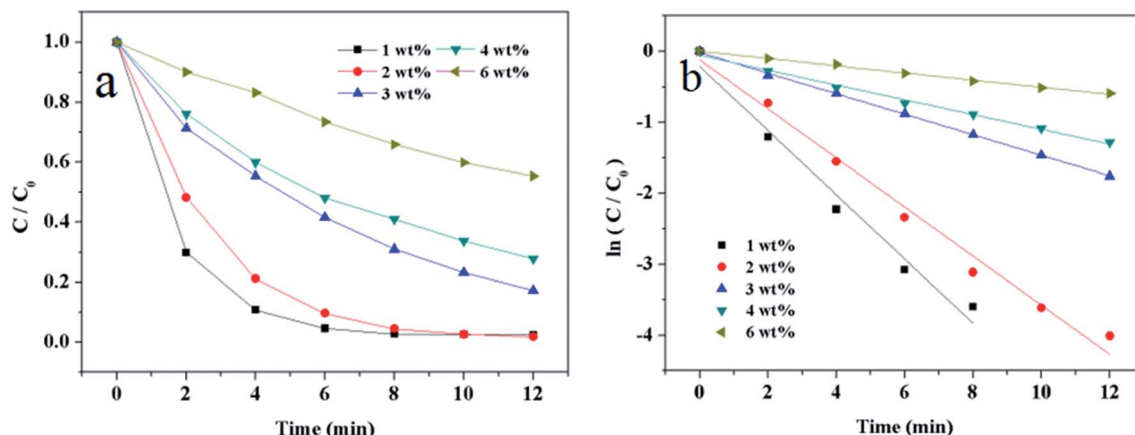 a
1.0
0.8
0.6
0.4
0.2
0.0
C / C0
1 wt% 4 wt%
2 wt% 6 wt%
3 wt%
0 2 4 6 8 10 12
Time (min)
b
0
-1
-2
-3
-4
ln ( C / C0 )
1 wt%
2 wt%
3 wt%
4 wt%
6 wt%
0 2 4 6 8 10 12
Time (min)